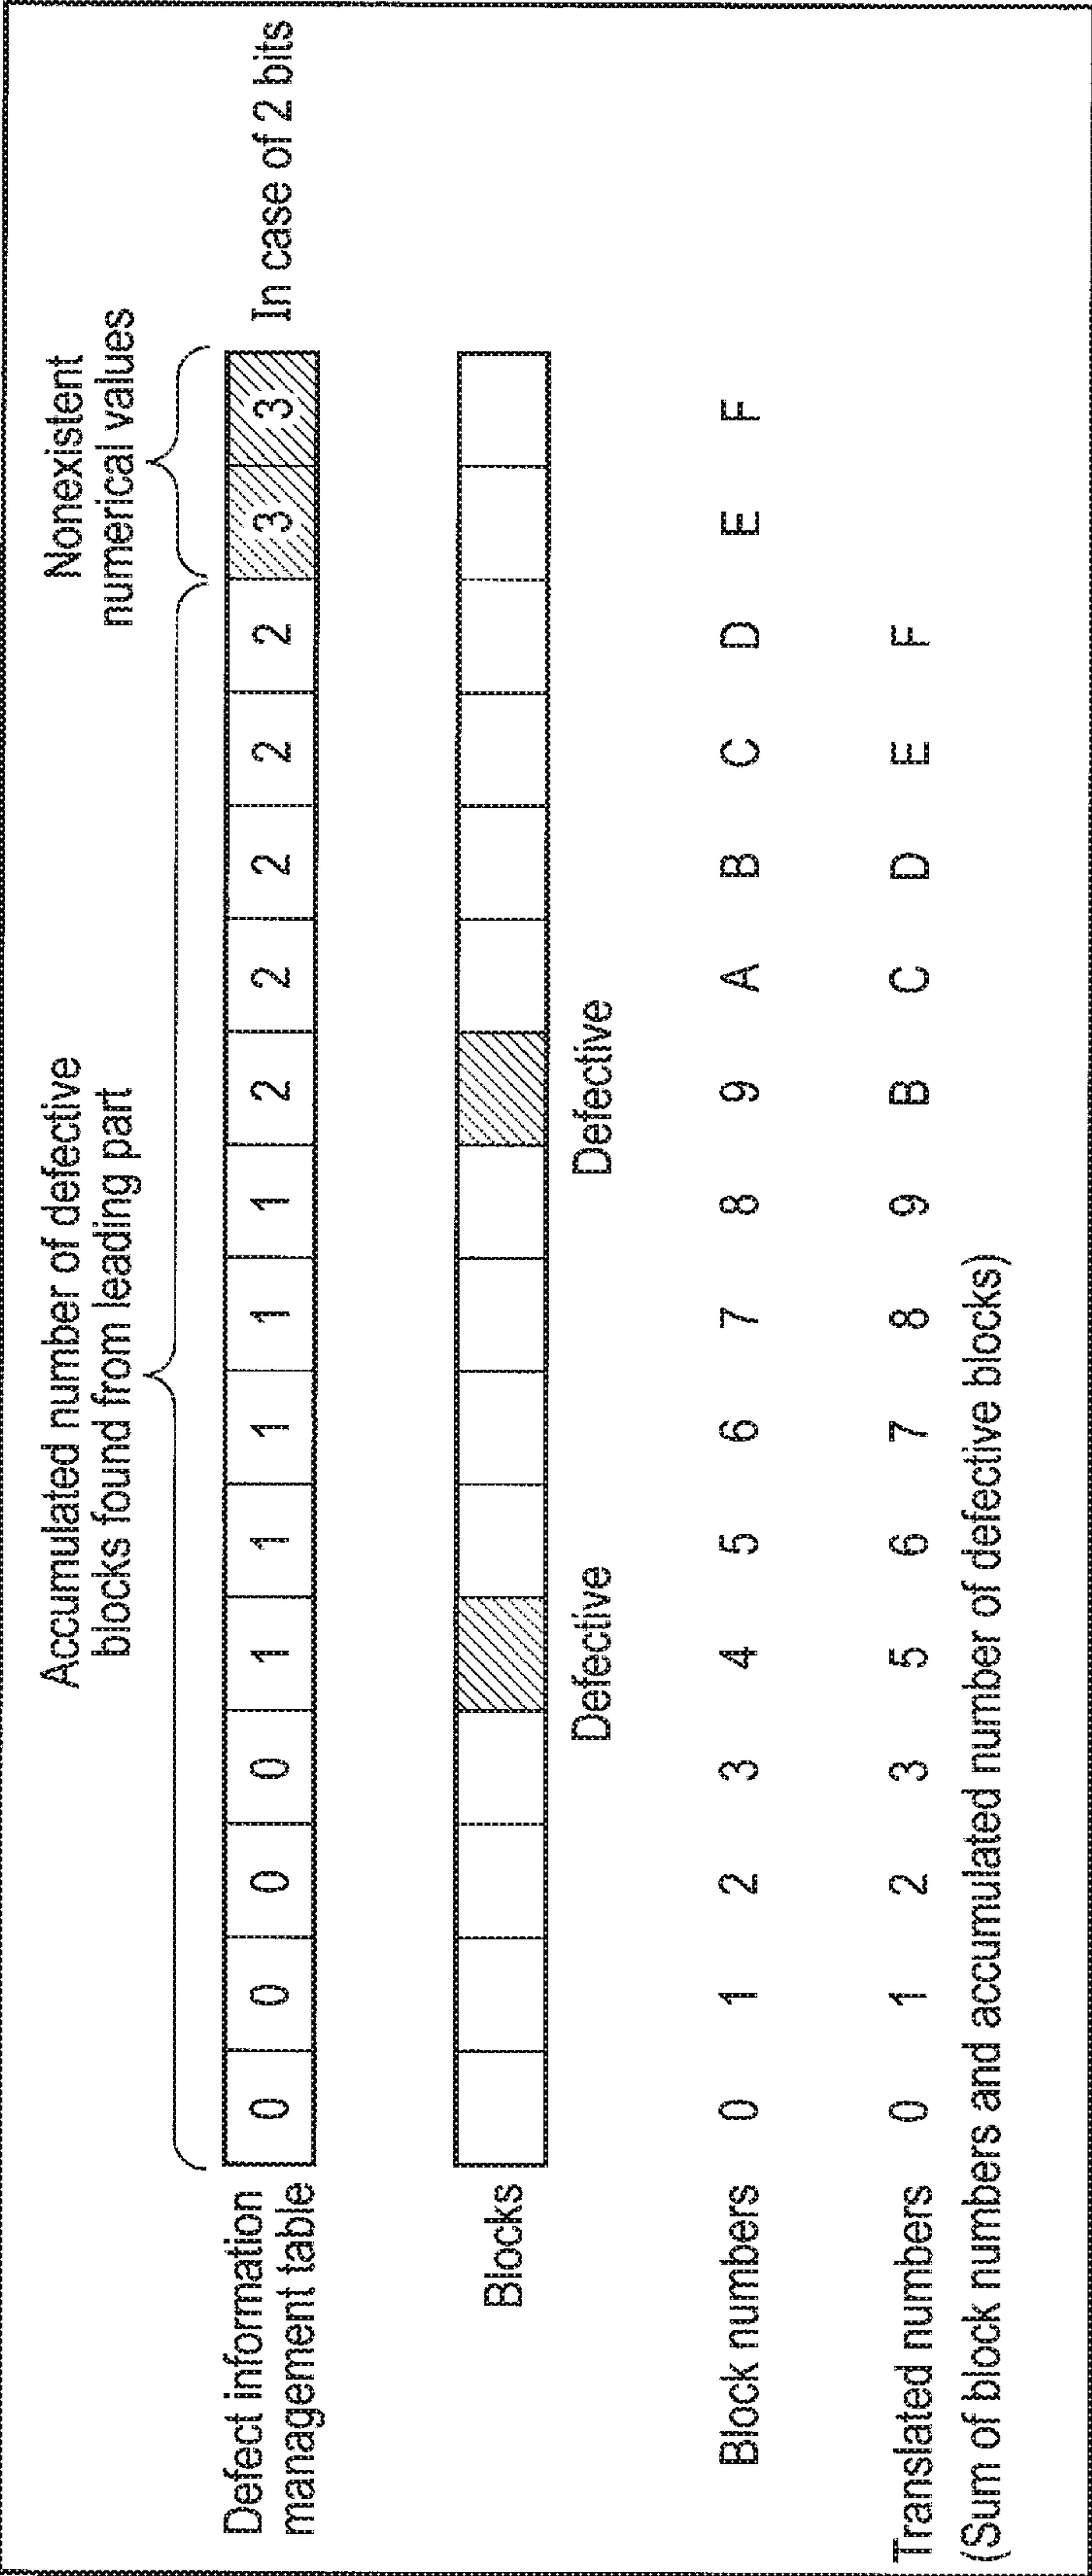 Accumulated number of defective
blocks found from leading part
Nonexistent
numerical values
Defect information
management table
0 0 0 0 1 1 1 1 1 2 2 2 2 2 3 3
In case of 2 bits
Blocks
Defective
Defective
Block numbers
0 1 2 3 4 5 6 7 8 9 A B C D E F
Translated numbers
0 1 2 3 5 6 7 8 9 B C D E F
(Sum of block numbers and accumulated number of defective blocks)